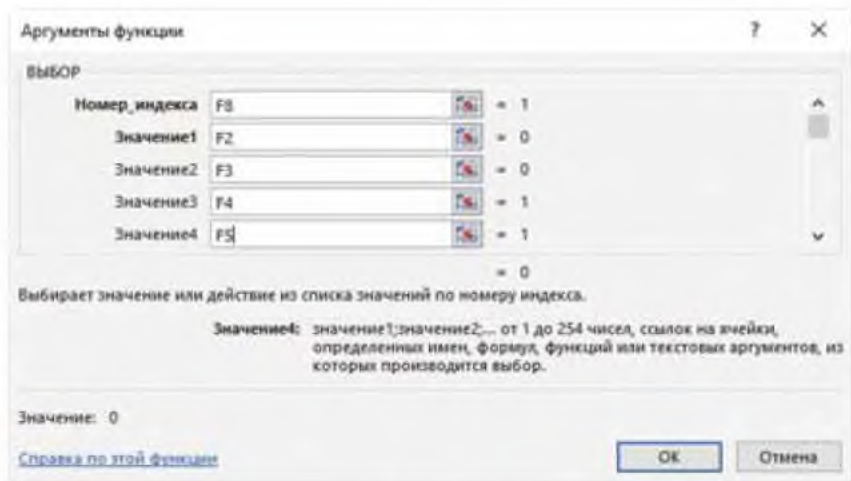 Аргументы функции ? ×
ВЫБОР
Номер_индекса F8 = 1
Значение1 F2 = 0
Значение2 F3 = 0
Значение3 F4 = 1
Значение4 F5 = 1
= 0
Выбирает значение или действие из списка значений по номеру индекса.
Значение4: значение1;значение2;... от 1 до 254 чисел, ссылок на ячейки,
определенных имен, формул, функций или текстовых аргументов, из
которых производится выбор.
Значение: 0
Справка по этой функции
ОК Отмена